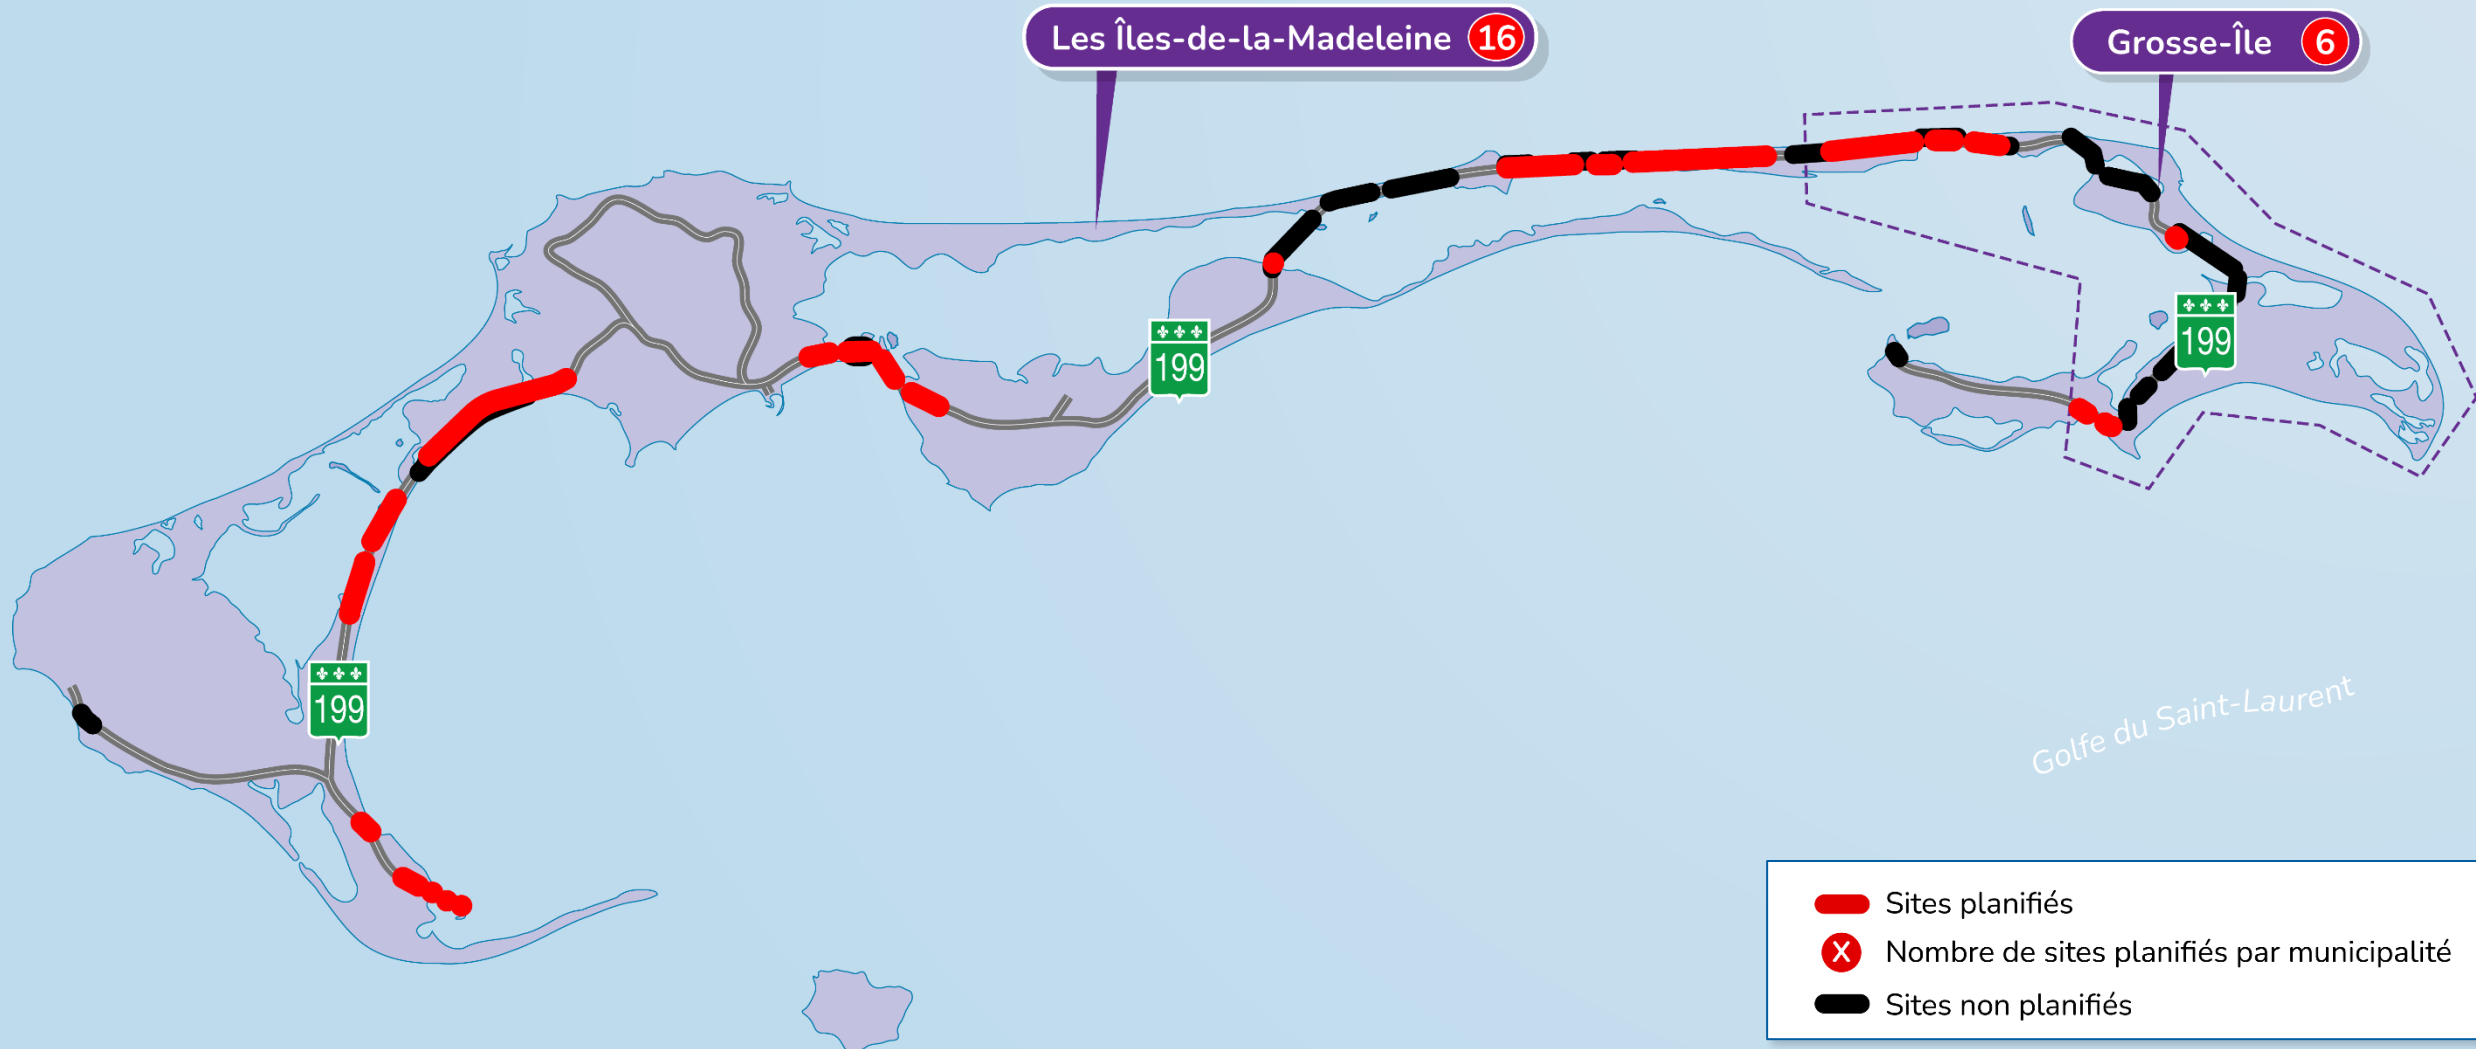 Les Îles-de-la-Madeleine 16
Grosse-Île 6
199
199
199
Golfe du Saint-Laurent
Sites planifiés
X Nombre de sites planifiés par municipalité
Sites non planifiés